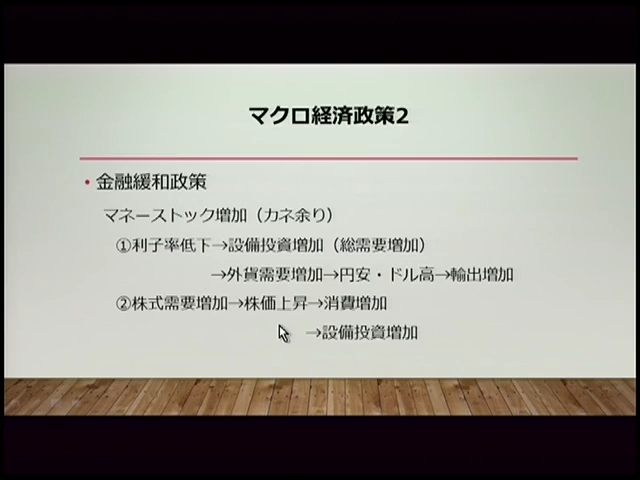 マクロ経済政策2
・金融緩和政策
マネーストック増加（カネ余り）
①利子率低下→設備投資増加（総需要増加）
→外貨需要増加→円安・ドル高→輸出増加
②株式需要増加→株価上昇→消費増加
→設備投資増加